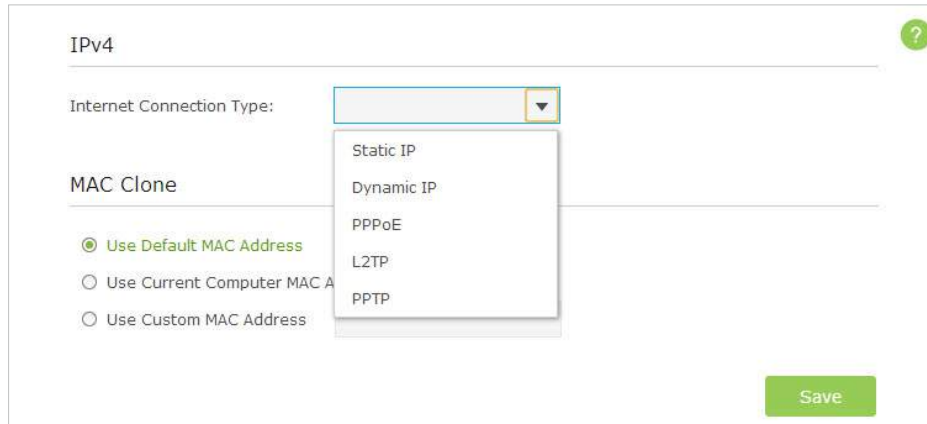 IPv4
?
Internet Connection Type:
Static IP
Dynamic IP
PPPoE
L2TP
PPTP
MAC Clone
Use Default MAC Address
Use Current Computer MAC A
Use Custom MAC Address
Save